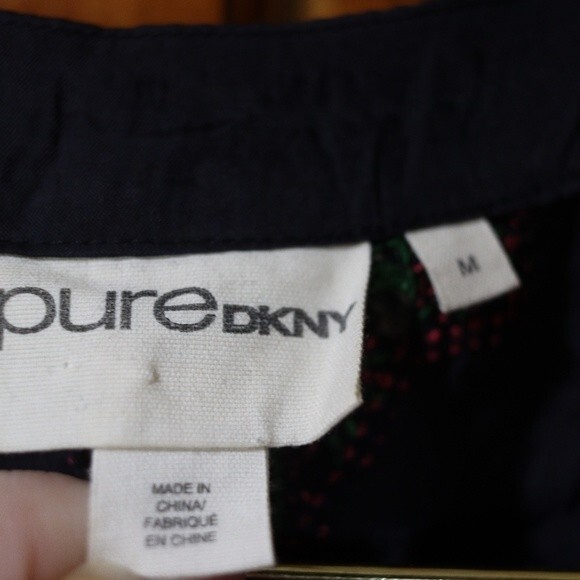 pureDKNY
M
MADE IN
CHINA/
FABRIQUÉ
EN CHINE